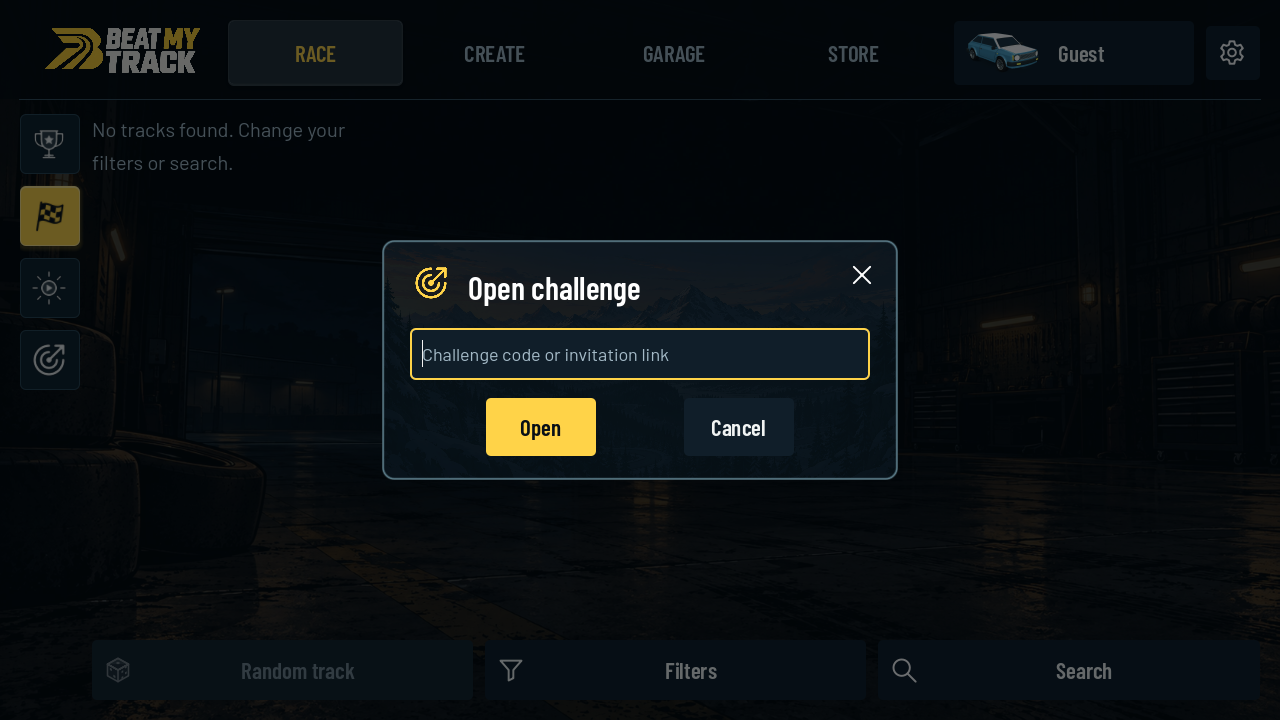 BEAT MY
TRACK
RACE
CREATE
GARAGE
STORE
Guest
No tracks found. Change your
filters or search.
Open challenge
Challenge code or invitation link
Open
Cancel
Random track
Filters
Search